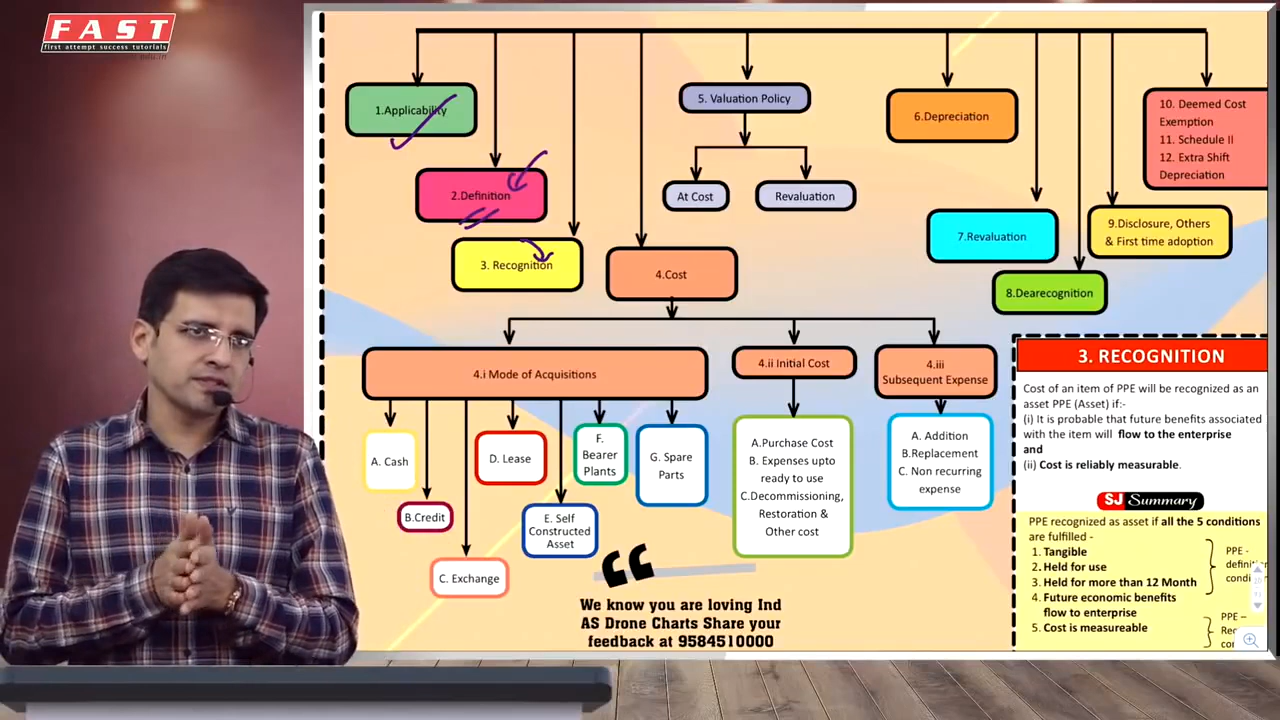 FAST
first attempt success tutorials
1.Applicability
2.Definition
3. Recognition
4.Cost
5. Valuation Policy
At Cost
Revaluation
6.Depreciation
7.Revaluation
8.Dearecognition
9.Disclosure, Others
& First time adoption
10. Deemed Cost
Exemption
11. Schedule II
12. Extra Shift
Depreciation
4.i Mode of Acquisitions
4.ii Initial Cost
4.iii
Subsequent Expense
A. Cash
B.Credit
C. Exchange
D. Lease
E. Self
Constructed
Asset
F.
Bearer
Plants
G. Spare
Parts
A.Purchase Cost
B. Expenses upto
ready to use
C.Decommissioning,
Restoration &
Other cost
A. Addition
B.Replacement
C. Non recurring
expense
We know you are loving Ind
AS Drone Charts Share your
feedback at 9584510000
3. RECOGNITION
Cost of an item of PPE will be recognized as an
asset PPE (Asset) if:-
(i) It is probable that future benefits associated
with the item will flow to the enterprise
and
(ii) Cost is reliably measurable.
SJ Summary
PPE recognized as asset if all the 5 conditions
are fulfilled -
1. Tangible
2. Held for use
3. Held for more than 12 Month
4. Future economic benefits
flow to enterprise
5. Cost is measureable
PPE -
PPE –